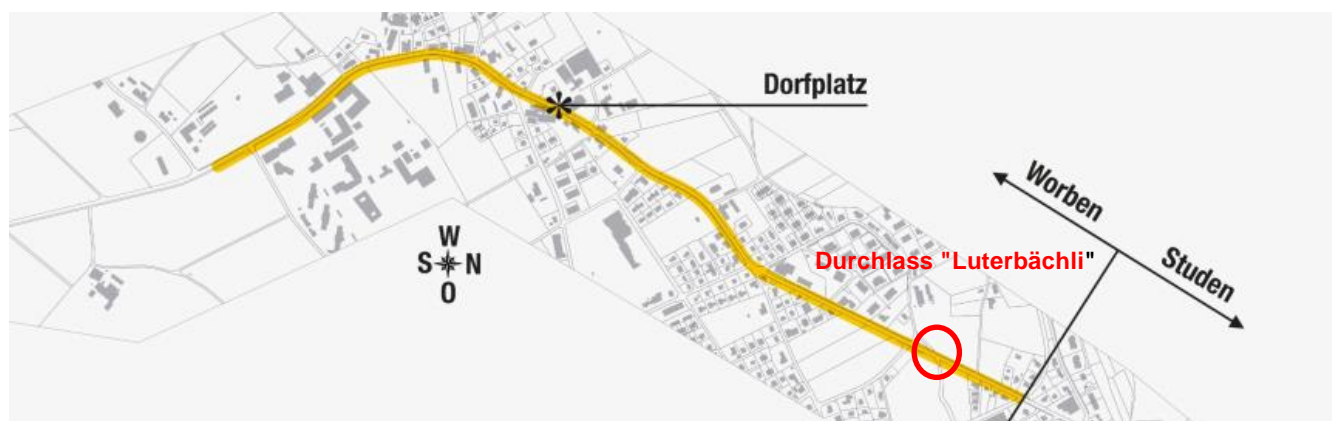 Dorfplatz
Worben
Studen
W
S N
O
Durchlass "Luterbächli"